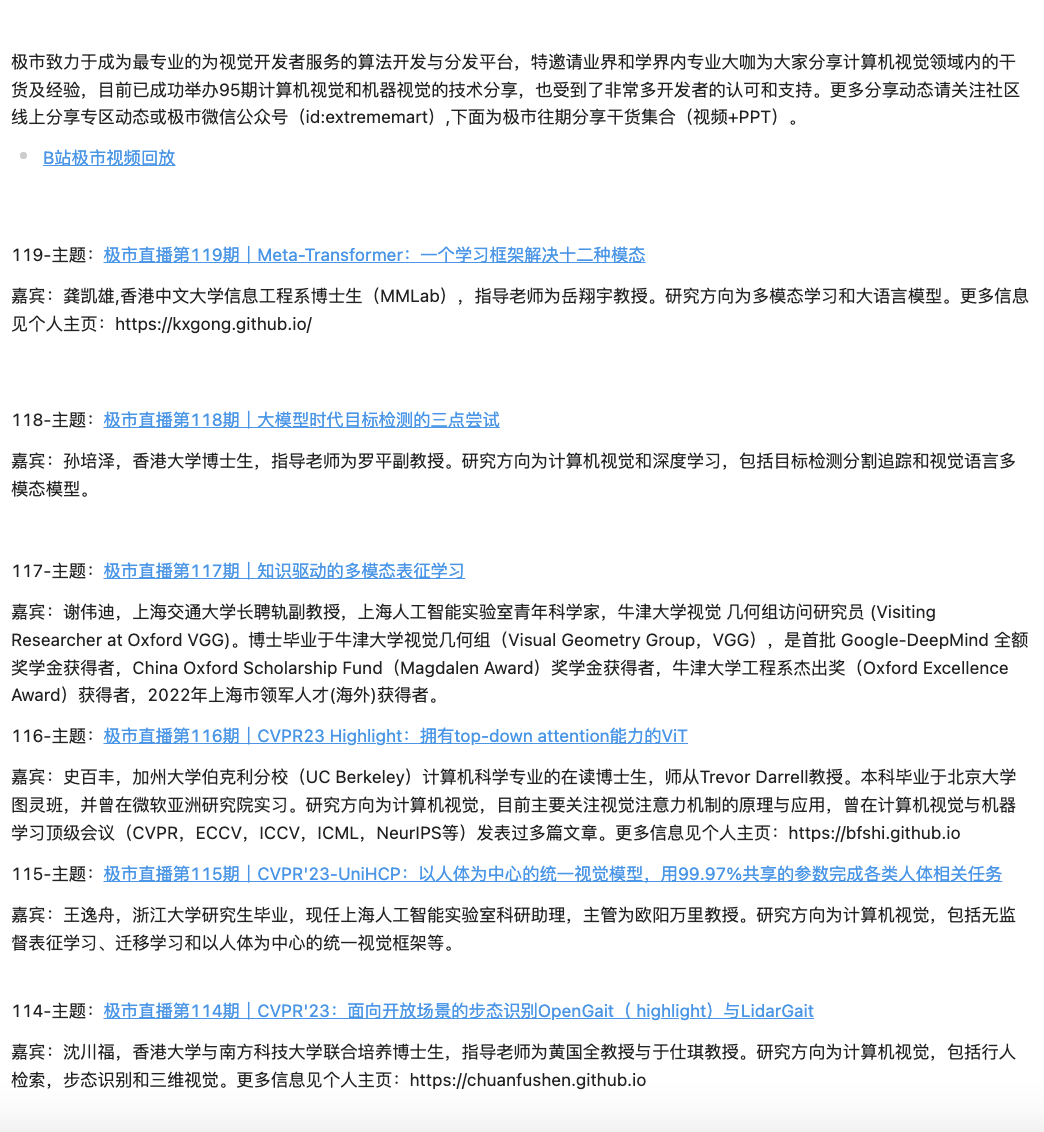 极市致力于成为最专业的为视觉开发者服务的算法开发与分发平台，特邀请业界和学界内专业大咖为大家分享计算机视觉领域内的干
货及经验，目前已成功举办95期计算机视觉和机器视觉的技术分享，也受到了非常多开发者的认可和支持。更多分享动态请关注社区
线上分享专区动态或极市微信公众号（id:extrememart）,下面为极市往期分享干货集合（视频+PPT）。
B站极市视频回放
119-主题：极市直播第119期｜Meta-Transformer：一个学习框架解决十二种模态
嘉宾：龚凯雄,香港中文大学信息工程系博士生（MMLab），指导老师为岳翔宇教授。研究方向为多模态学习和大语言模型。更多信息
见个人主页：https://kxgong.github.io/
118-主题：极市直播第118期｜大模型时代目标检测的三点尝试
嘉宾：孙培泽，香港大学博士生，指导老师为罗平副教授。研究方向为计算机视觉和深度学习，包括目标检测分割追踪和视觉语言多
模态模型。
117-主题：极市直播第117期｜知识驱动的多模态表征学习
嘉宾：谢伟迪，上海交通大学长聘轨副教授，上海人工智能实验室青年科学家，牛津大学视觉 几何组访问研究员 (Visiting
Researcher at Oxford VGG)。博士毕业于牛津大学视觉几何组（Visual Geometry Group，VGG），是首批 Google-DeepMind 全额
奖学金获得者，China Oxford Scholarship Fund（Magdalen Award）奖学金获得者，牛津大学工程系杰出奖（Oxford Excellence
Award）获得者，2022年上海市领军人才(海外)获得者。
116-主题：极市直播第116期｜CVPR23 Highlight：拥有top-down attention能力的ViT
嘉宾：史百丰，加州大学伯克利分校（UC Berkeley）计算机科学专业的在读博士生，师从Trevor Darrell教授。本科毕业于北京大学
图灵班，并曾在微软亚洲研究院实习。研究方向为计算机视觉，目前主要关注视觉注意力机制的原理与应用，曾在计算机视觉与机器
学习顶级会议（CVPR，ECCV，ICCV，ICML，NeurIPS等）发表过多篇文章。更多信息见个人主页：https://bfshi.github.io
115-主题：极市直播第115期｜CVPR'23-UniHCP：以人体为中心的统一视觉模型，用99.97%共享的参数完成各类人体相关任务
嘉宾：王逸舟，浙江大学研究生毕业，现任上海人工智能实验室科研助理，主管为欧阳万里教授。研究方向为计算机视觉，包括无监
督表征学习、迁移学习和以人体为中心的统一视觉框架等。
114-主题：极市直播第114期｜CVPR'23：面向开放场景的步态识别OpenGait（ highlight）与LidarGait
嘉宾：沈川福，香港大学与南方科技大学联合培养博士生，指导老师为黄国全教授与于仕琪教授。研究方向为计算机视觉，包括行人
检索，步态识别和三维视觉。更多信息见个人主页：https://chuanfushen.github.io